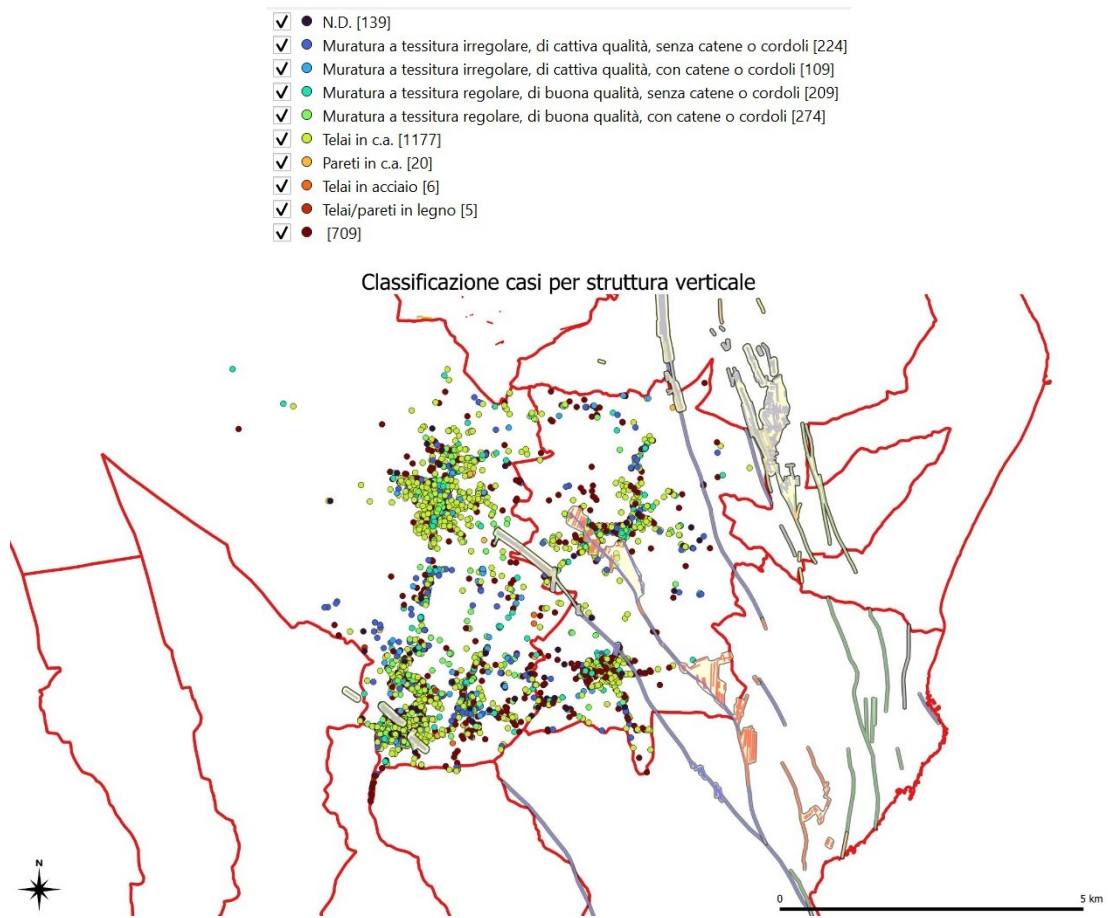 N.D. [139]
Muratura a tessitura irregolare, di cattiva qualità, senza catene o cordoli [224]
Muratura a tessitura irregolare, di cattiva qualità, con catene o cordoli [109]
Muratura a tessitura regolare, di buona qualità, senza catene o cordoli [209]
Muratura a tessitura regolare, di buona qualità, con catene o cordoli [274]
Telai in c.a. [1177]
Pareti in c.a. [20]
Telai in acciaio [6]
Telai/pareti in legno [5]
[709]
Classificazione casi per struttura verticale
N
0 5 km